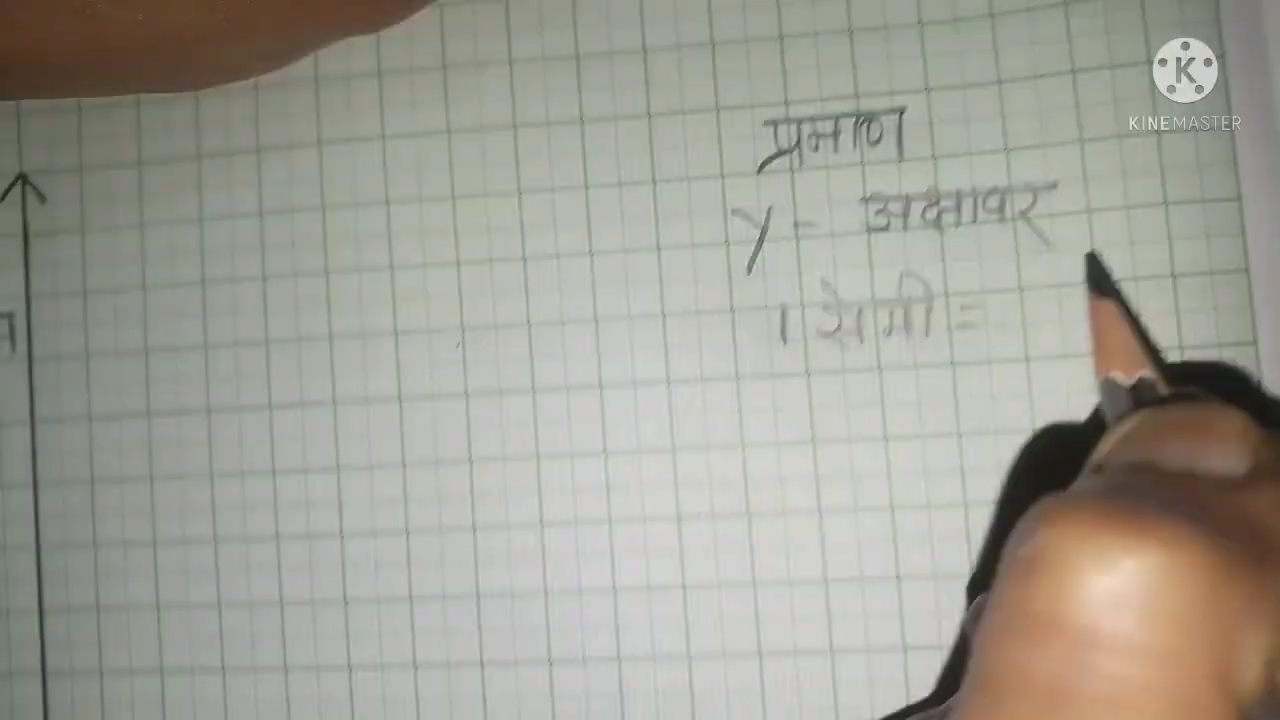 प्रमाण
y - अक्षावर
1 सेमी =
K
KINEMASTER